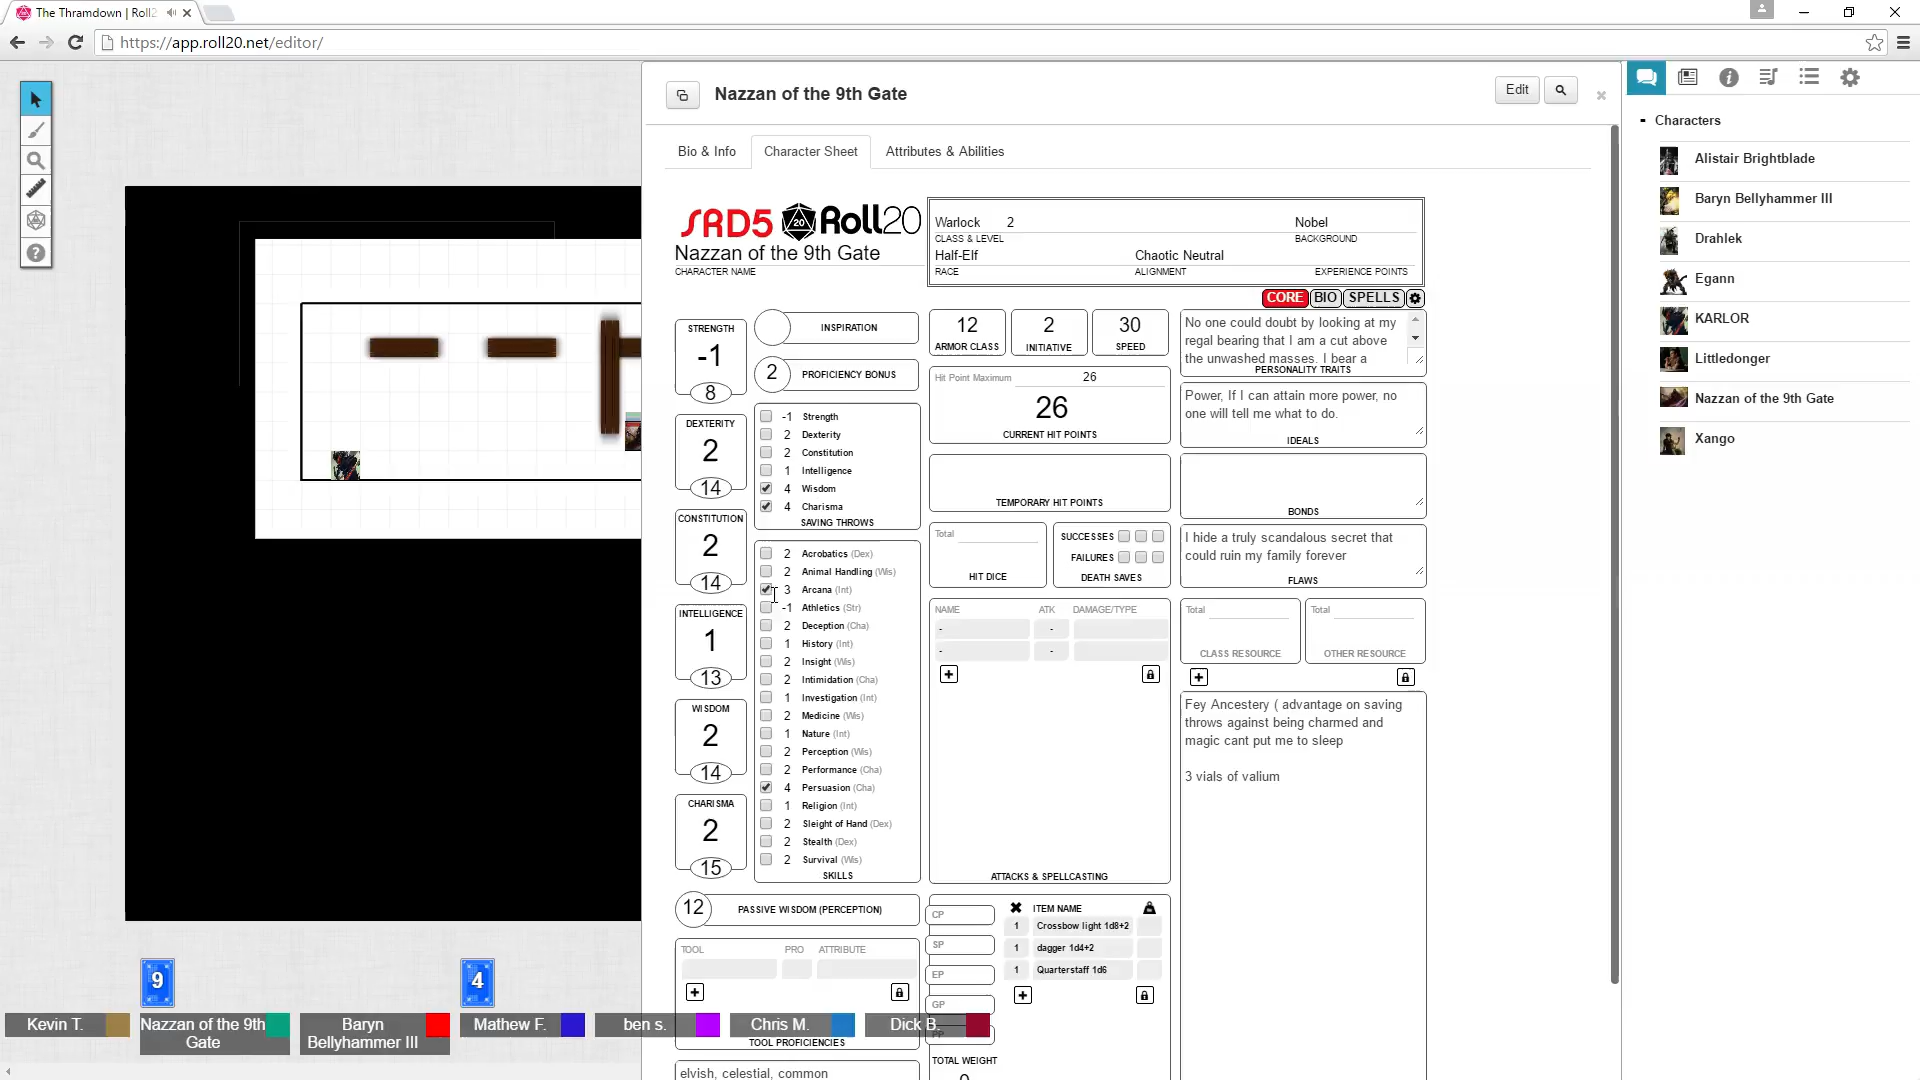 The Thramdown | Roll2
https://app.roll20.net/editor/
Nazzan of the 9th Gate
Edit
Bio & Info
Character Sheet
Attributes & Abilities
SRD5 20 Roll20
Nazzan of the 9th Gate
CHARACTER NAME
Warlock 2
Nobel
CLASS & LEVEL
BACKGROUND
Half-Elf
Chaotic Neutral
RACE
ALIGNMENT
EXPERIENCE POINTS
CORE
BIO
SPELLS
STRENGTH
-1
8
DEXTERITY
2
14
CONSTITUTION
2
14
INTELLIGENCE
1
13
WISDOM
2
14
CHARISMA
2
15
INSPIRATION
2 PROFICIENCY BONUS
-1 Strength
2 Dexterity
2 Constitution
1 Intelligence
4 Wisdom
4 Charisma
SAVING THROWS
2 Acrobatics (Dex)
2 Animal Handling (Wis)
3 Arcana (Int)
-1 Athletics (Str)
2 Deception (Cha)
1 History (Int)
2 Insight (Wis)
2 Intimidation (Cha)
1 Investigation (Int)
2 Medicine (Wis)
1 Nature (Int)
2 Perception (Wis)
2 Performance (Cha)
4 Persuasion (Cha)
1 Religion (Int)
2 Sleight of Hand (Dex)
2 Stealth (Dex)
2 Survival (Wis)
SKILLS
12 PASSIVE WISDOM (PERCEPTION)
TOOL PRO ATTRIBUTE
TOOL PROFICIENCIES
elvish, celestial, common
12
ARMOR CLASS
2
INITIATIVE
30
SPEED
Hit Point Maximum 26
26
CURRENT HIT POINTS
TEMPORARY HIT POINTS
Total
HIT DICE
SUCCESSES
FAILURES
DEATH SAVES
NAME ATK DAMAGE/TYPE
- -
- -
ATTACKS & SPELLCASTING
CP
SP
EP
GP
ITEM NAME
1 Crossbow light 1d8+2
1 dagger 1d4+2
1 Quarterstaff 1d6
TOTAL WEIGHT
No one could doubt by looking at my
regal bearing that I am a cut above
the unwashed masses. I bear a
PERSONALITY TRAITS
Power, If I can attain more power, no
one will tell me what to do.
IDEALS
BONDS
I hide a truly scandalous secret that
could ruin my family forever
FLAWS
Total
CLASS RESOURCE
Total
OTHER RESOURCE
Fey Ancestery ( advantage on saving
throws against being charmed and
magic cant put me to sleep
3 vials of valium
Characters
Alistair Brightblade
Baryn Bellyhammer III
Drahlek
Egann
KARLOR
Littledonger
Nazzan of the 9th Gate
Xango
9
4
Kevin T.
Nazzan of the 9th
Gate
Baryn
Bellyhammer III
Mathew F.
ben s.
Chris M.
Dick B.